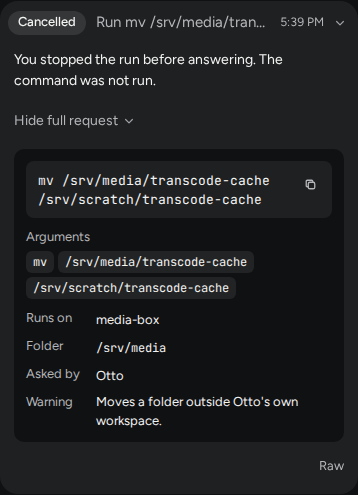 Cancelled Run mv /srv/media/tran... 5:39 PM
You stopped the run before answering. The
command was not run.
Hide full request
mv /srv/media/transcode-cache
/srv/scratch/transcode-cache
Arguments
mv /srv/media/transcode-cache
/srv/scratch/transcode-cache
Runs on media-box
Folder /srv/media
Asked by Otto
Warning Moves a folder outside Otto's own
workspace.
Raw